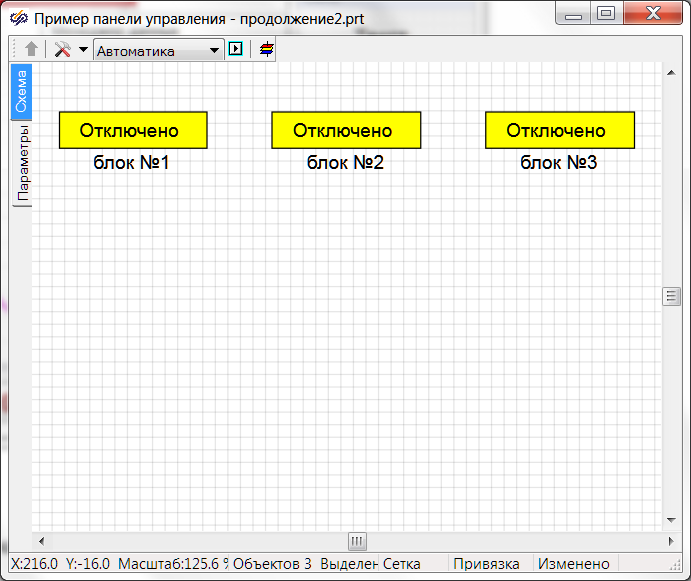 Пример панели управления - продолжение2.prt
Автоматика
Схема
Параметры
Отключено Отключено Отключено
блок №1 блок №2 блок №3
X:216.0 Y:-16.0 Масштаб:125.6 % Объектов 3 Выделен Сетка Привязка Изменено